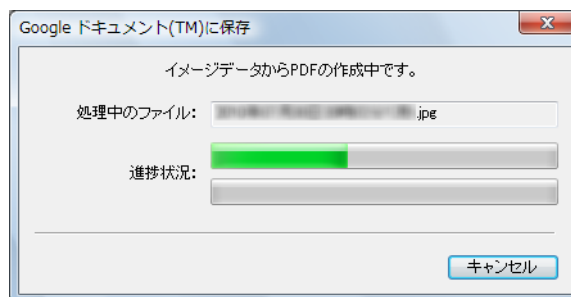 Google ドキュメント(TM)に保存
イメージデータからPDFの作成中です。
処理中のファイル: .jpg
進捗状況:
キャンセル